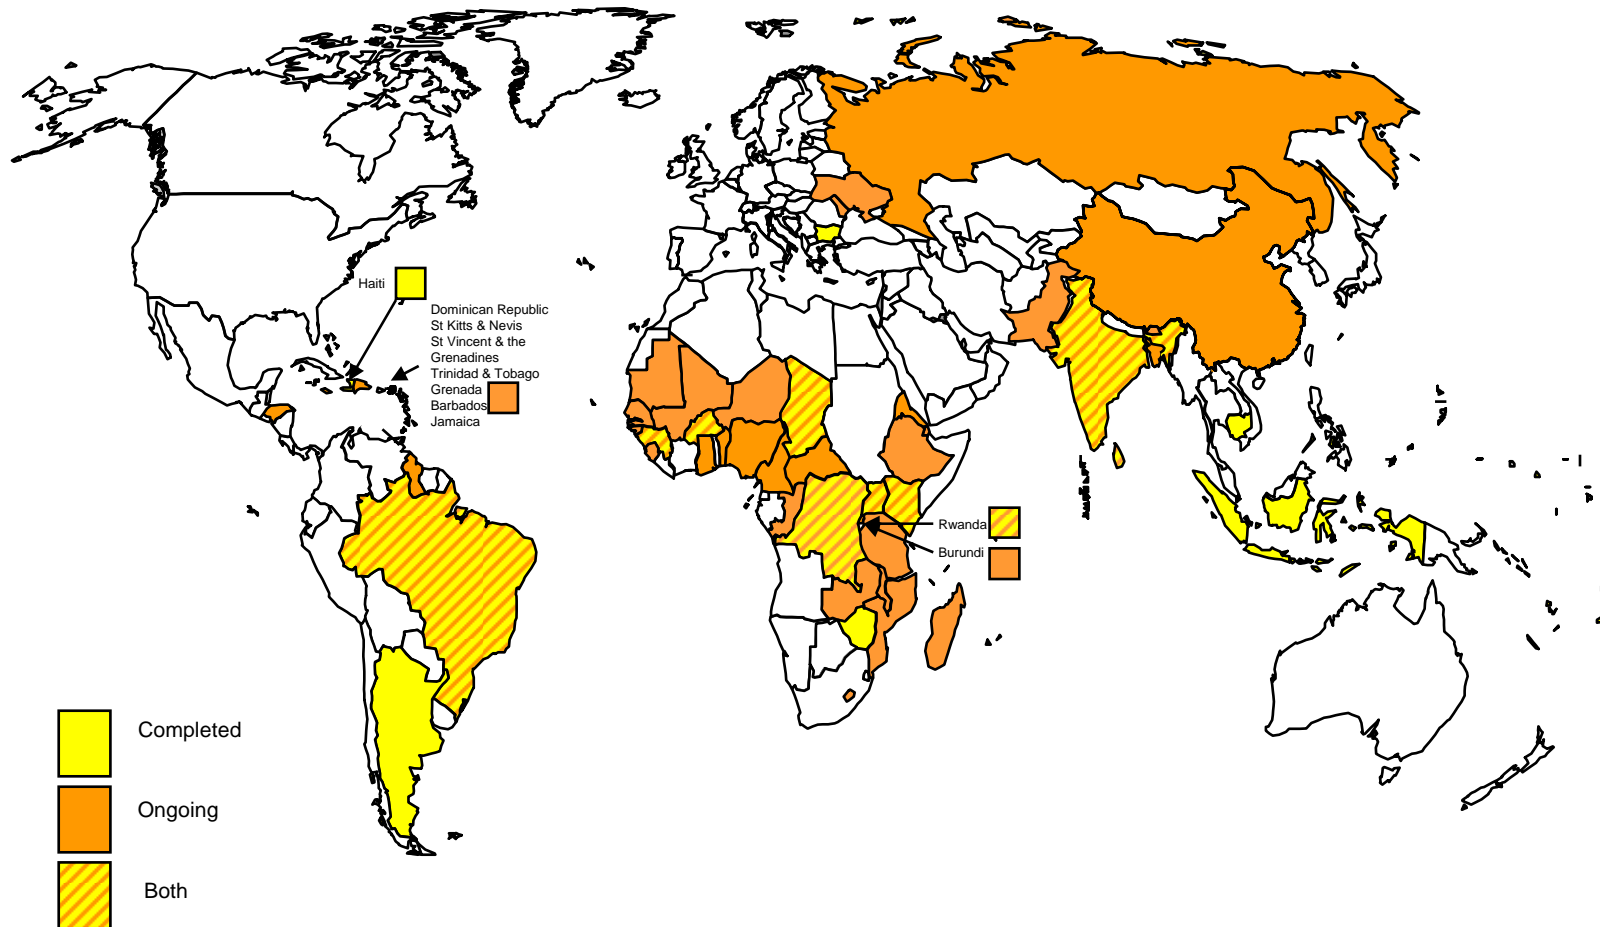 Haiti
Dominican Republic
St Kitts & Nevis
St Vincent & the
Grenadines
Trinidad & Tobago
Grenada
Barbados
Jamaica
Rwanda
Burundi
Completed
Ongoing
Both